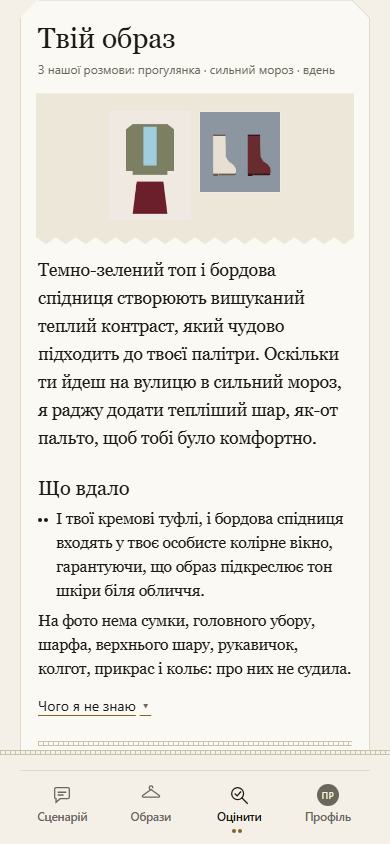 Твій образ
З нашої розмови: прогулянка · сильний мороз · вдень
Темно-зелений топ і бордова
спідниця створюють вишуканий
теплий контраст, який чудово
підходить до твоєї палітри. Оскільки
ти йдеш на вулицю в сильний мороз,
я раджу додати тепліший шар, як-от
пальто, щоб тобі було комфортно.
Що вдало
І твої кремові туфлі, і бордова спідниця
входять у твоє особисте колірне вікно,
гарантуючи, що образ підкреслює тон
шкіри біля обличчя.
На фото нема сумки, головного убору,
шарфа, верхнього шару, рукавичок,
колгот, прикрас і кольє: про них не судила.
Чого я не знаю
Сценарій
Образи
Оцінити
ПР
Профіль